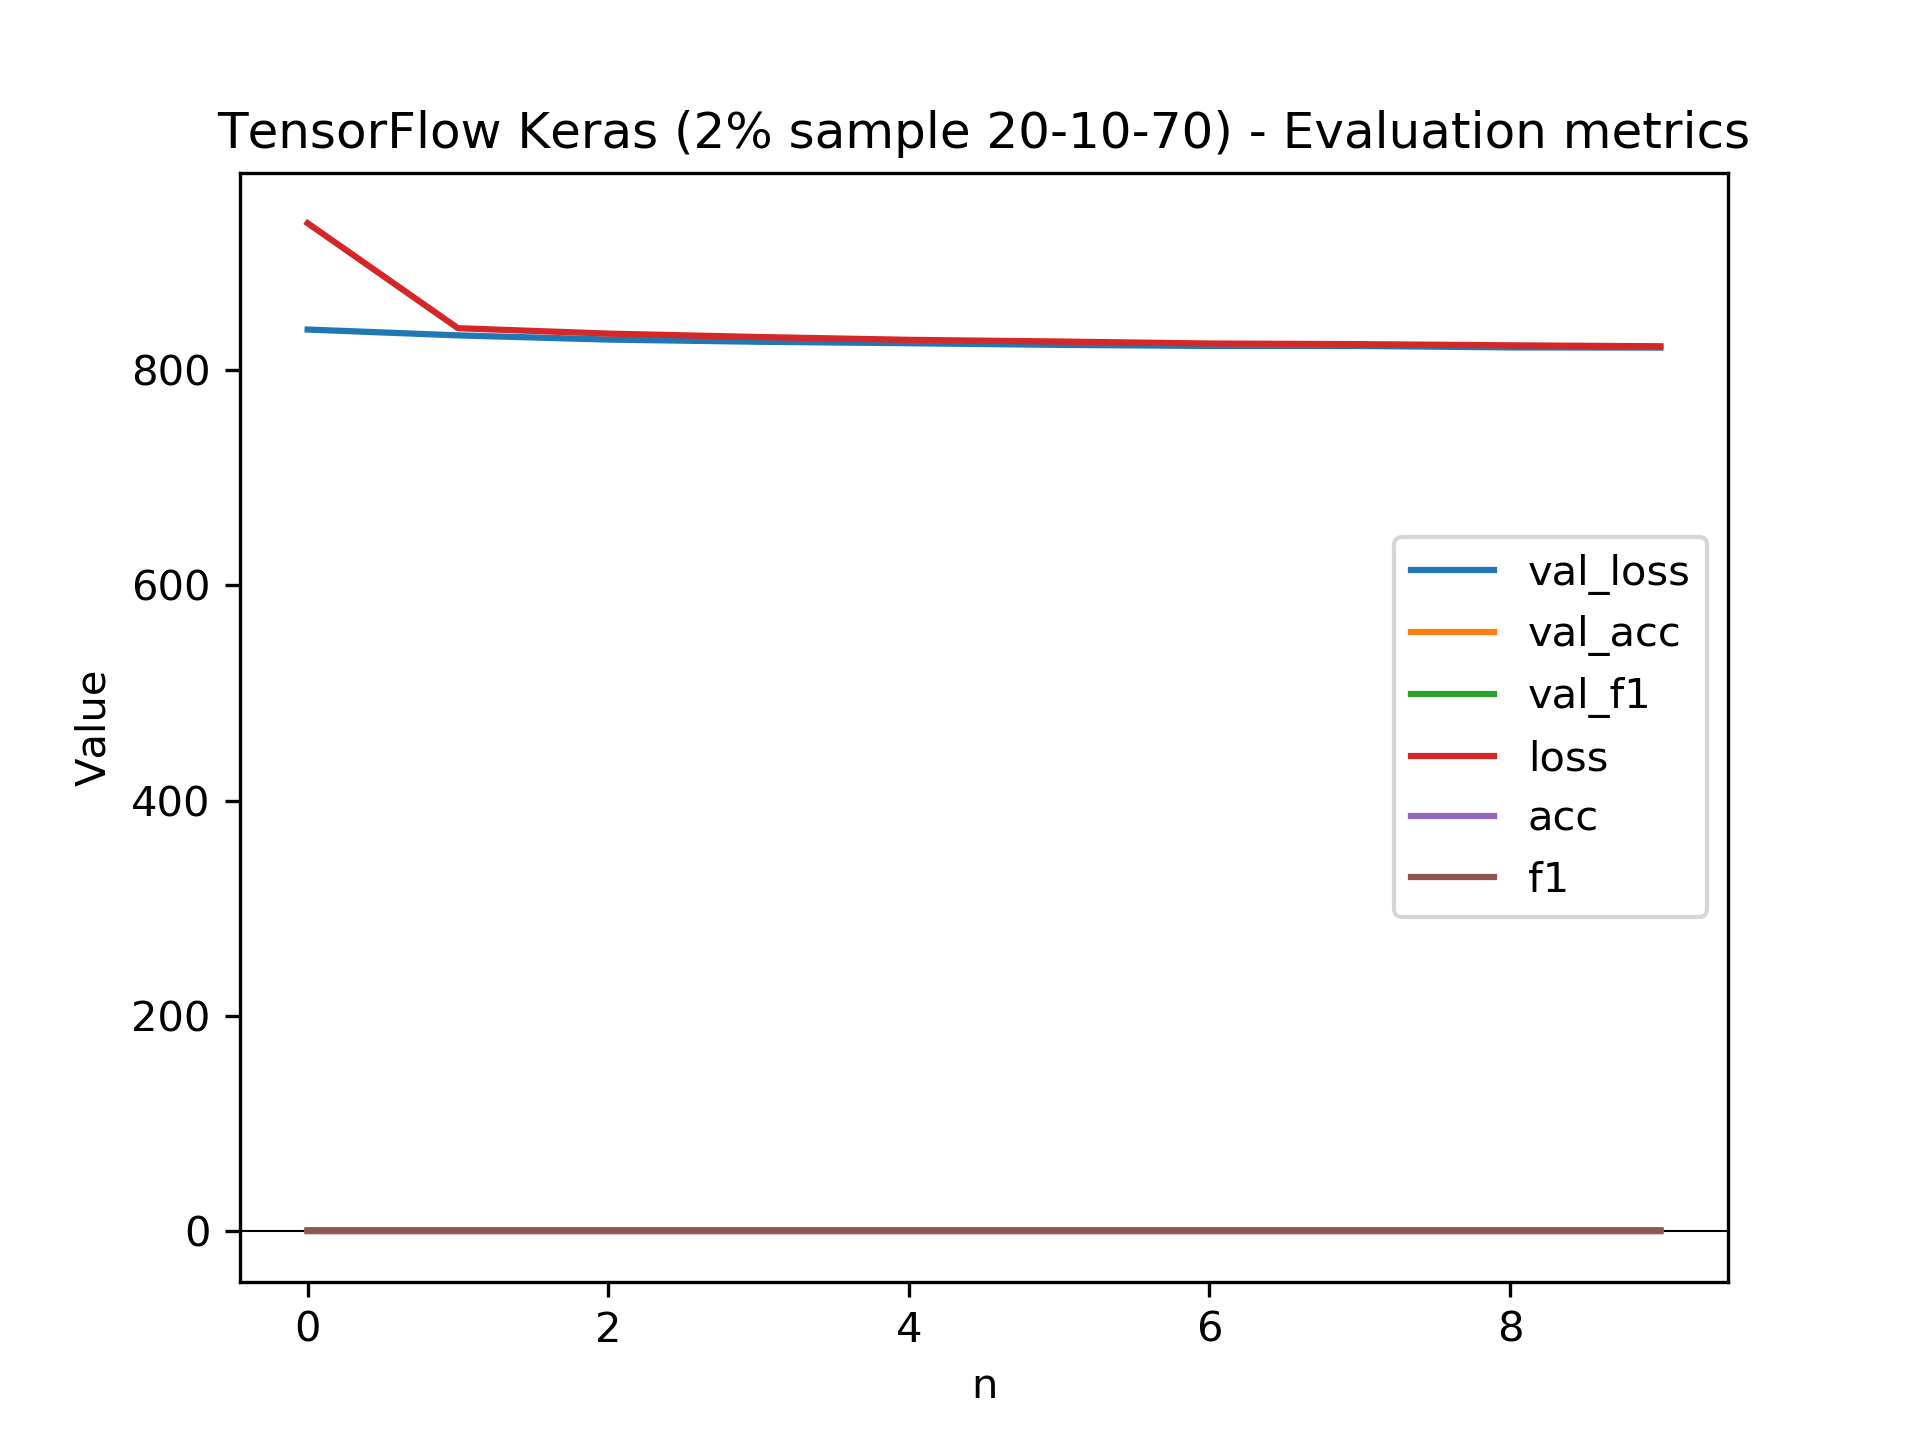 TensorFlow Keras (2% sample 20-10-70) - Evaluation metrics
800
600
400
200
0
Value
val_loss
val_acc
val_f1
loss
acc
f1
0 2 4 6 8
n